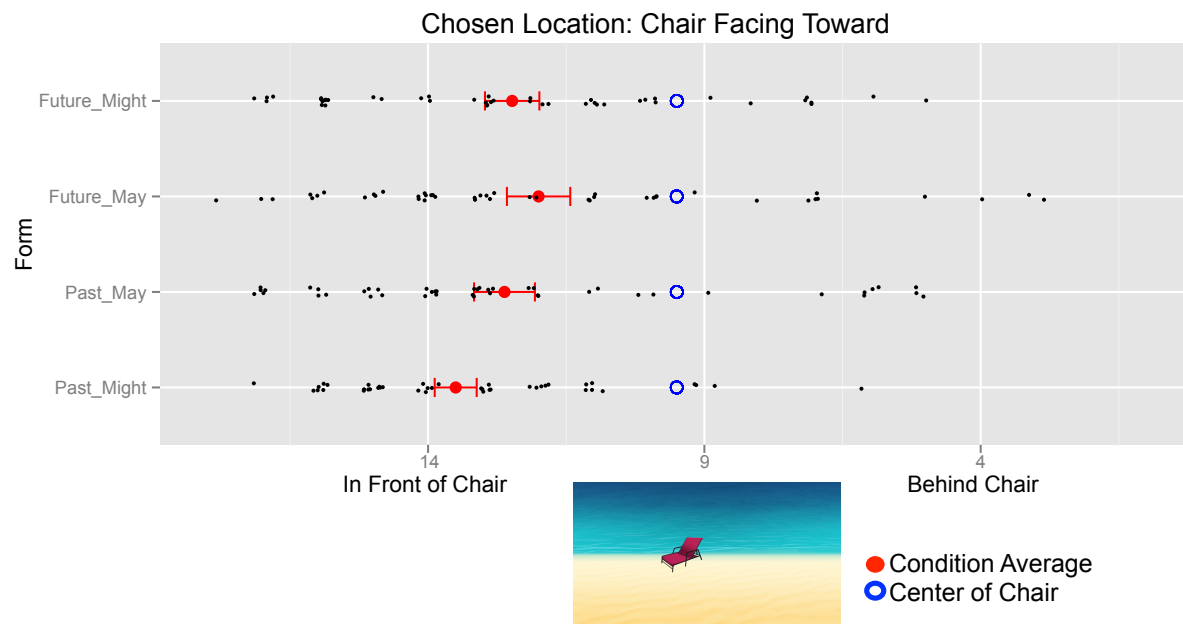 Chosen Location: Chair Facing Toward
Form
Future_Might
Future_May
Past_May
Past_Might
14 9 4
In Front of Chair Behind Chair
Condition Average
Center of Chair